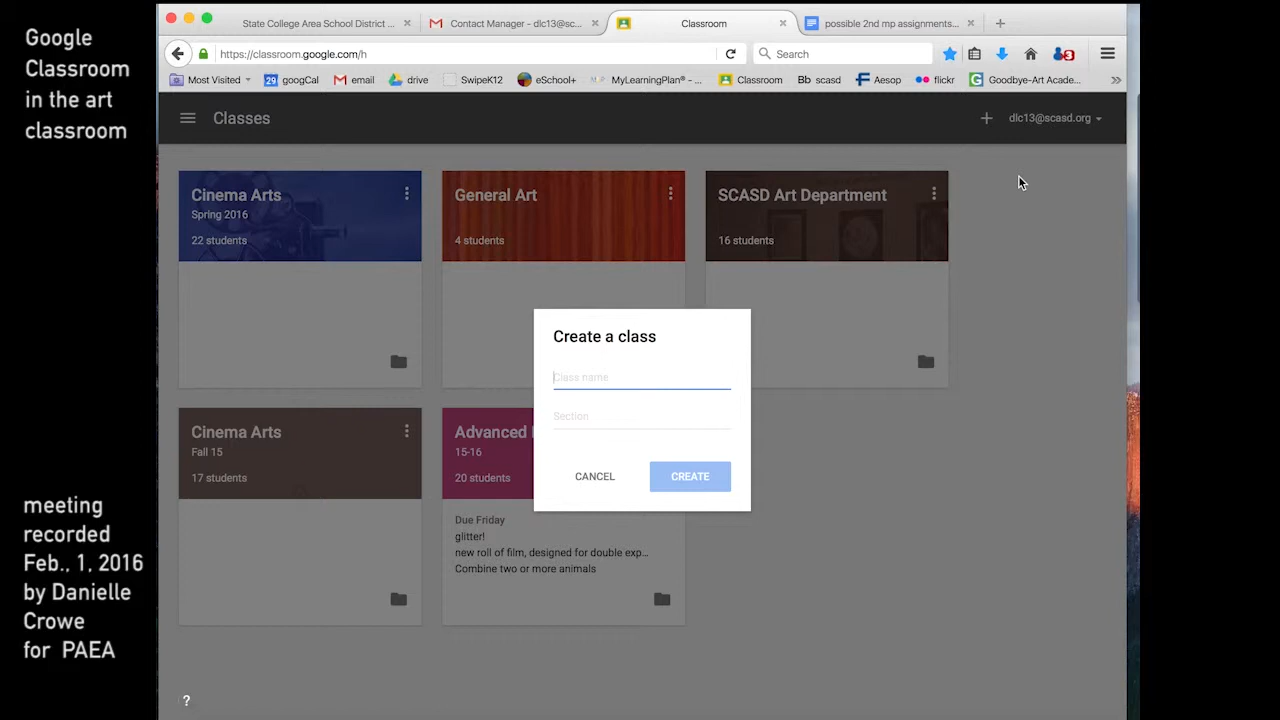 Google
Classroom
in the art
classroom
meeting
recorded
Feb., 1, 2016
by Danielle
Crowe
for PAEA
State College Area School District ...
Contact Manager - dlc13@sc...
Classroom
possible 2nd mp assignments...
https://classroom.google.com/h
Search
3
Most Visited
29 googCal
email
drive
SwipeK12
eSchool+
MyLearningPlan® - ...
Classroom
Bb scasd
Aesop
flickr
Goodbye-Art Acade...
Classes
dlc13@scasd.org
Cinema Arts
Spring 2016
22 students
General Art
4 students
SCASD Art Department
16 students
Create a class
Class name
Section
CANCEL
CREATE
Cinema Arts
Fall 15
17 students
Advanced
15-16
20 students
Due Friday
glitter!
new roll of film, designed for double exp...
Combine two or more animals
?